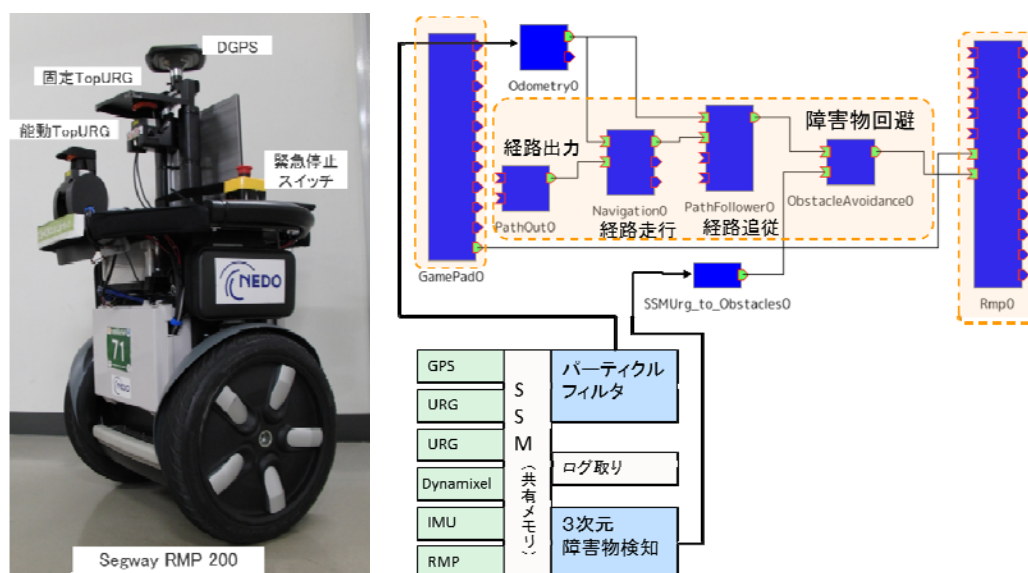 DGPS
固定TopURG
能動TopURG
緊急停止
スイッチ
NEDO
71
NEDO
Segway RMP 200
Odometry0
経路出力
障害物回避
PathOut0
Navigation0
経路走行
PathFollower0
経路追従
ObstacleAvoidance0
GamePad0
SSMUrg_to_Obstacles0
Rmp0
GPS
URG
URG
Dynamixel
IMU
RMP
SSM(共有メモリ)
パーティクル
フィルタ
ログ取り
3次元
障害物検知